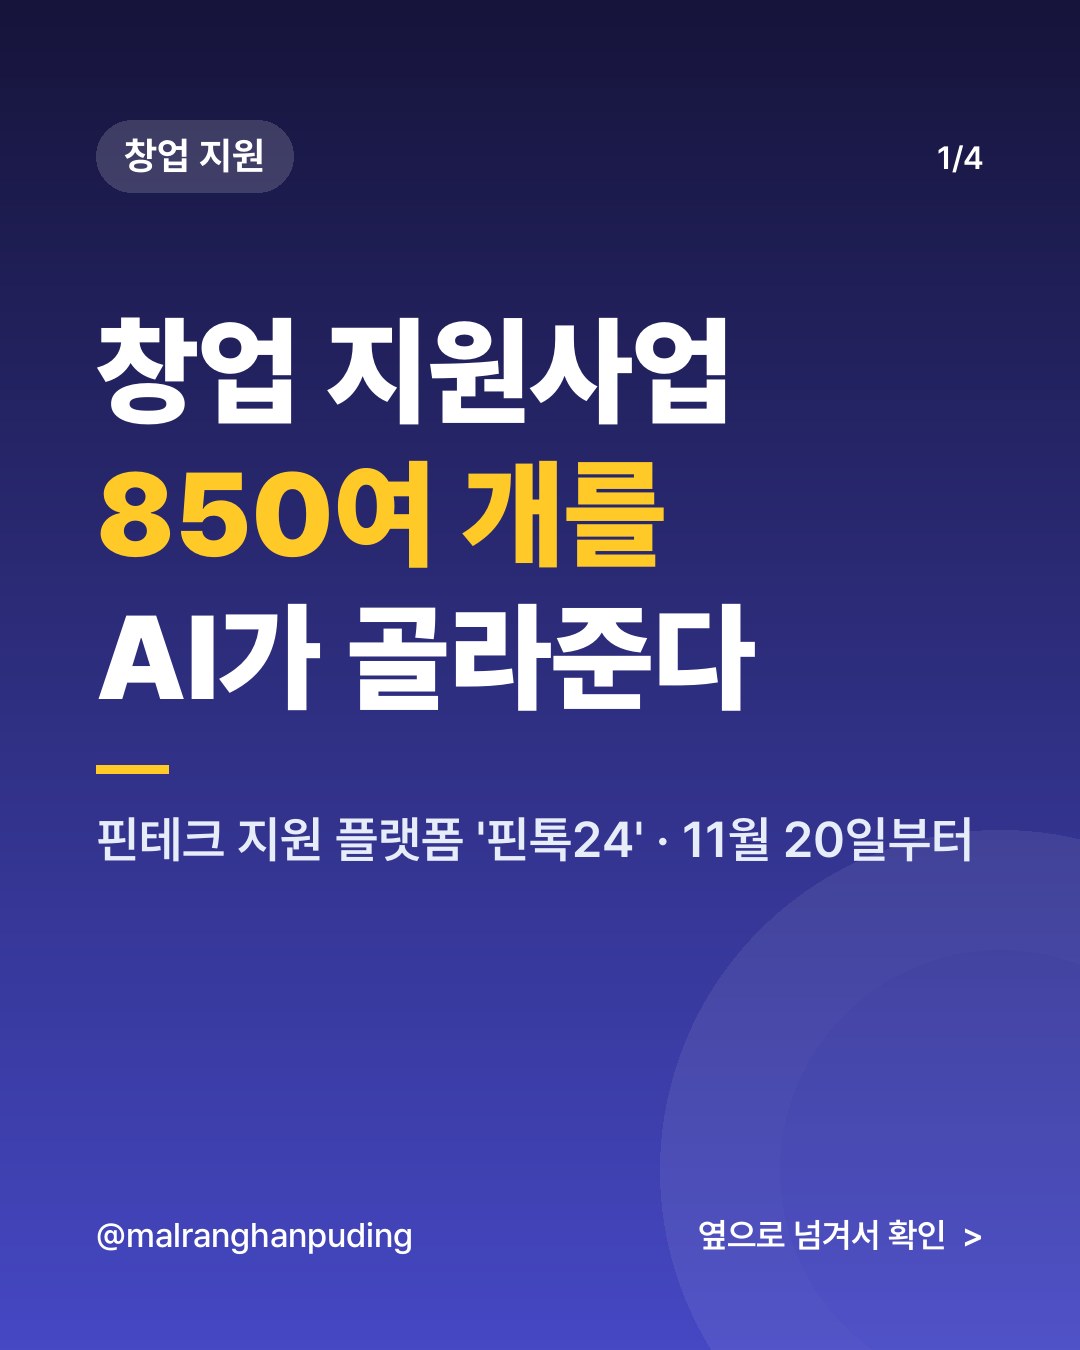 창업 지원
1/4
창업 지원사업
850여 개를
AI가 골라준다
핀테크 지원 플랫폼 '핀톡24' · 11월 20일부터
@malranghanpuding
옆으로 넘겨서 확인 >